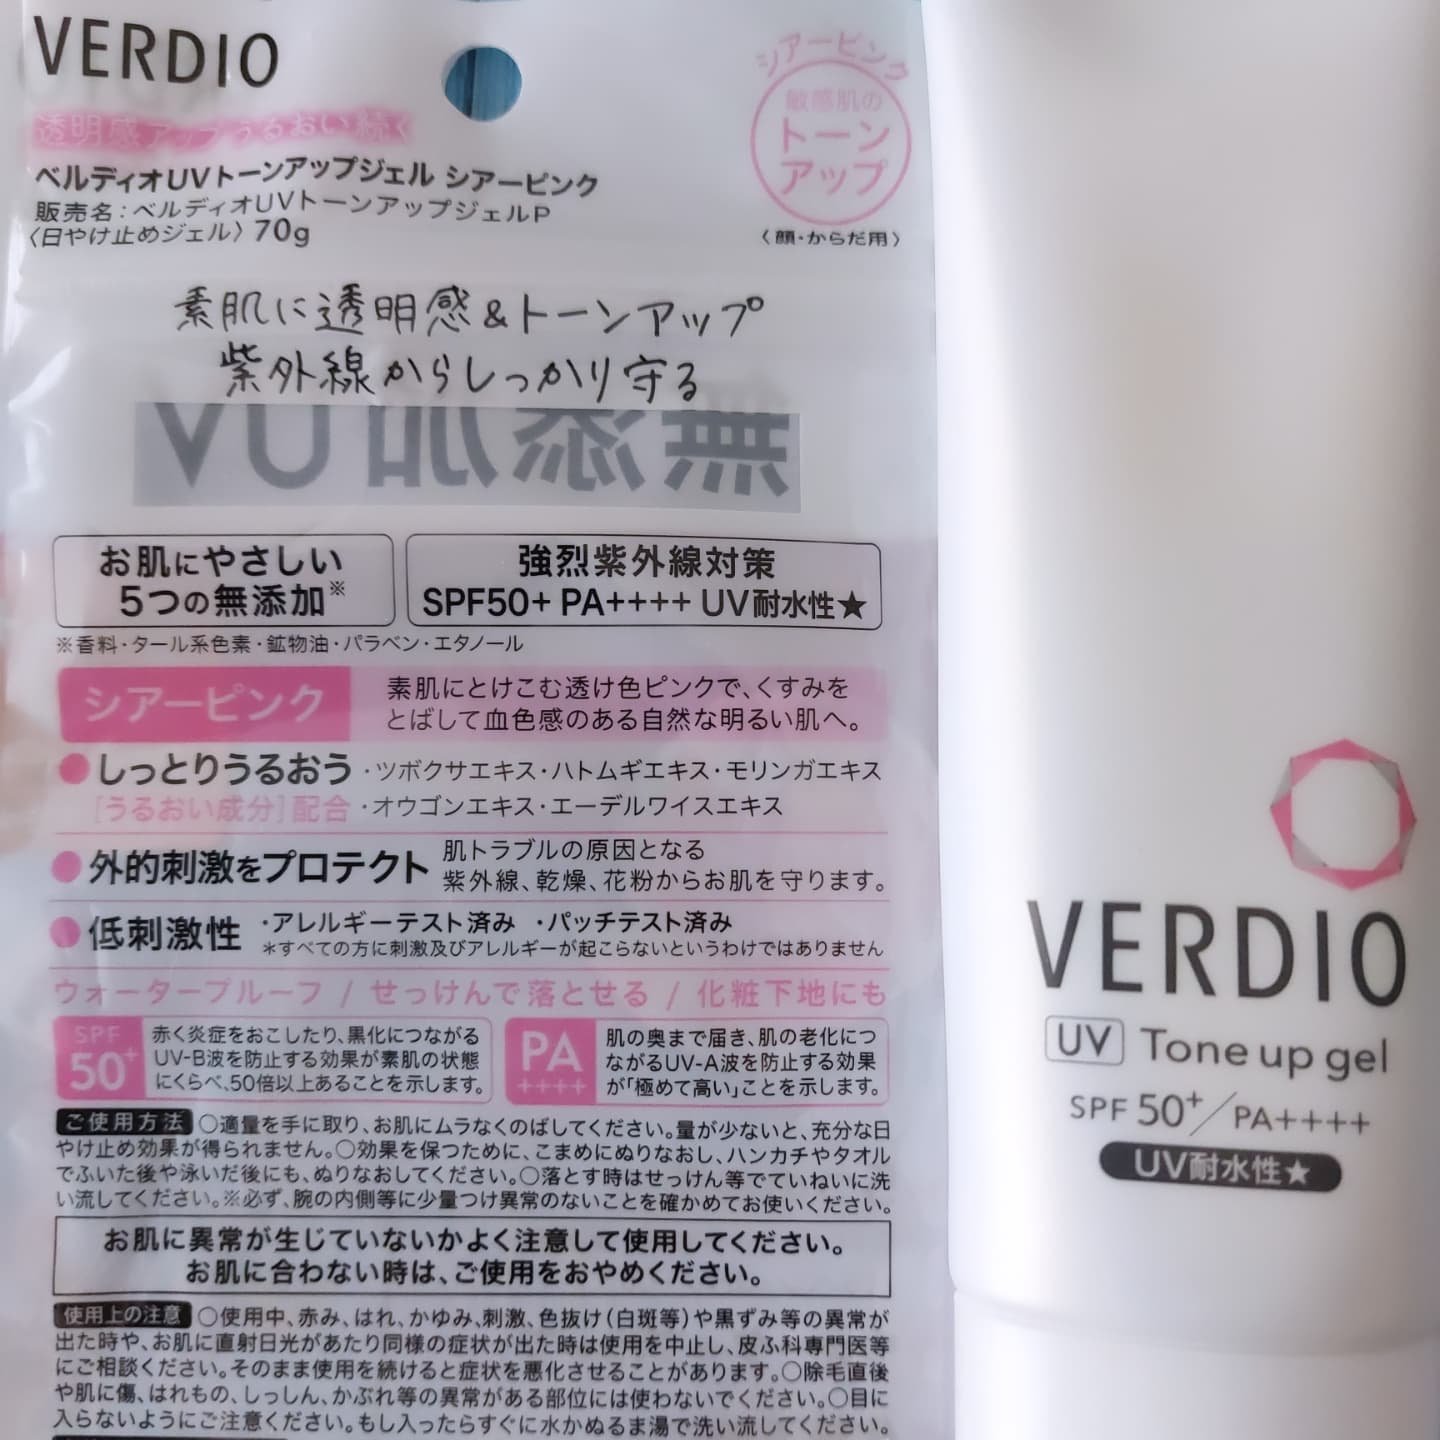 VERDIO
透明感アップうるおい続く
ベルディオUVトーンアップジェル シアーピンク
販売名:ベルディオUVトーンアップジェルP
〈日やけ止めジェル〉70g
シアーピンク
敏感肌の
トーン
アップ
〈顔・からだ用〉
素肌に透明感&トーンアップ
紫外線からしっかり守る
無添加UV
お肌にやさしい
5つの無添加※
強烈紫外線対策
SPF50+ PA++++ UV耐水性★
※香料・タール系色素・鉱物油・パラベン・エタノール
シアーピンク
素肌にとけこむ透け色ピンクで、くすみを
とばして血色感のある自然な明るい肌へ。
●しっとりうるおう ・ツボクサエキス・ハトムギエキス・モリンガエキス
[うるおい成分]配合 ・オウゴンエキス・エーデルワイスエキス
●外的刺激をプロテクト
肌トラブルの原因となる
紫外線、乾燥、花粉からお肌を守ります。
●低刺激性 ・アレルギーテスト済み ・パッチテスト済み
*すべての方に刺激及びアレルギーが起こらないというわけではありません
ウォータープルーフ / せっけんで落とせる / 化粧下地にも
SPF
50+
赤く炎症をおこしたり、黒化につながる
UV-B波を防止する効果が素肌の状態
にくらべ、50倍以上あることを示します。
PA
++++
肌の奥まで届き、肌の老化につ
ながるUV-A波を防止する効果
が「極めて高い」ことを示します。
ご使用方法 ○適量を手に取り、お肌にムラなくのばしてください。量が少ないと、充分な日
やけ止め効果が得られません。○効果を保つために、こまめにぬりなおし、ハンカチやタオル
でふいた後や泳いだ後にも、ぬりなおしてください。○落とす時はせっけん等でていねいに洗
い流してください。※必ず、腕の内側等に少量つけ異常のないことを確かめてお使いください。
お肌に異常が生じていないかよく注意して使用してください。
お肌に合わない時は、ご使用をおやめください。
使用上の注意 ○使用中、赤み、はれ、かゆみ、刺激、色抜け(白斑等)や黒ずみ等の異常が
出た時や、お肌に直射日光があたり同様の症状が出た時は使用を中止し、皮ふ科専門医等
にご相談ください。そのまま使用を続けると症状を悪化させることがあります。○除毛直後
や肌に傷、はれもの、しっしん、かぶれ等の異常がある部位には使わないでください。○目に
入らないようにご注意ください。もし入ったらすぐに水かぬるま湯で洗い流してください。
VERDIO
UV Tone up gel
SPF 50+/PA++++
UV耐水性★